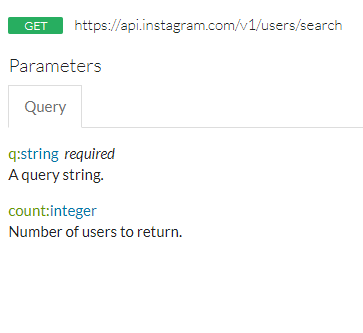 GET https://api.instagram.com/v1/users/search
Parameters
Query
q:string required
A query string.
count:integer
Number of users to return.